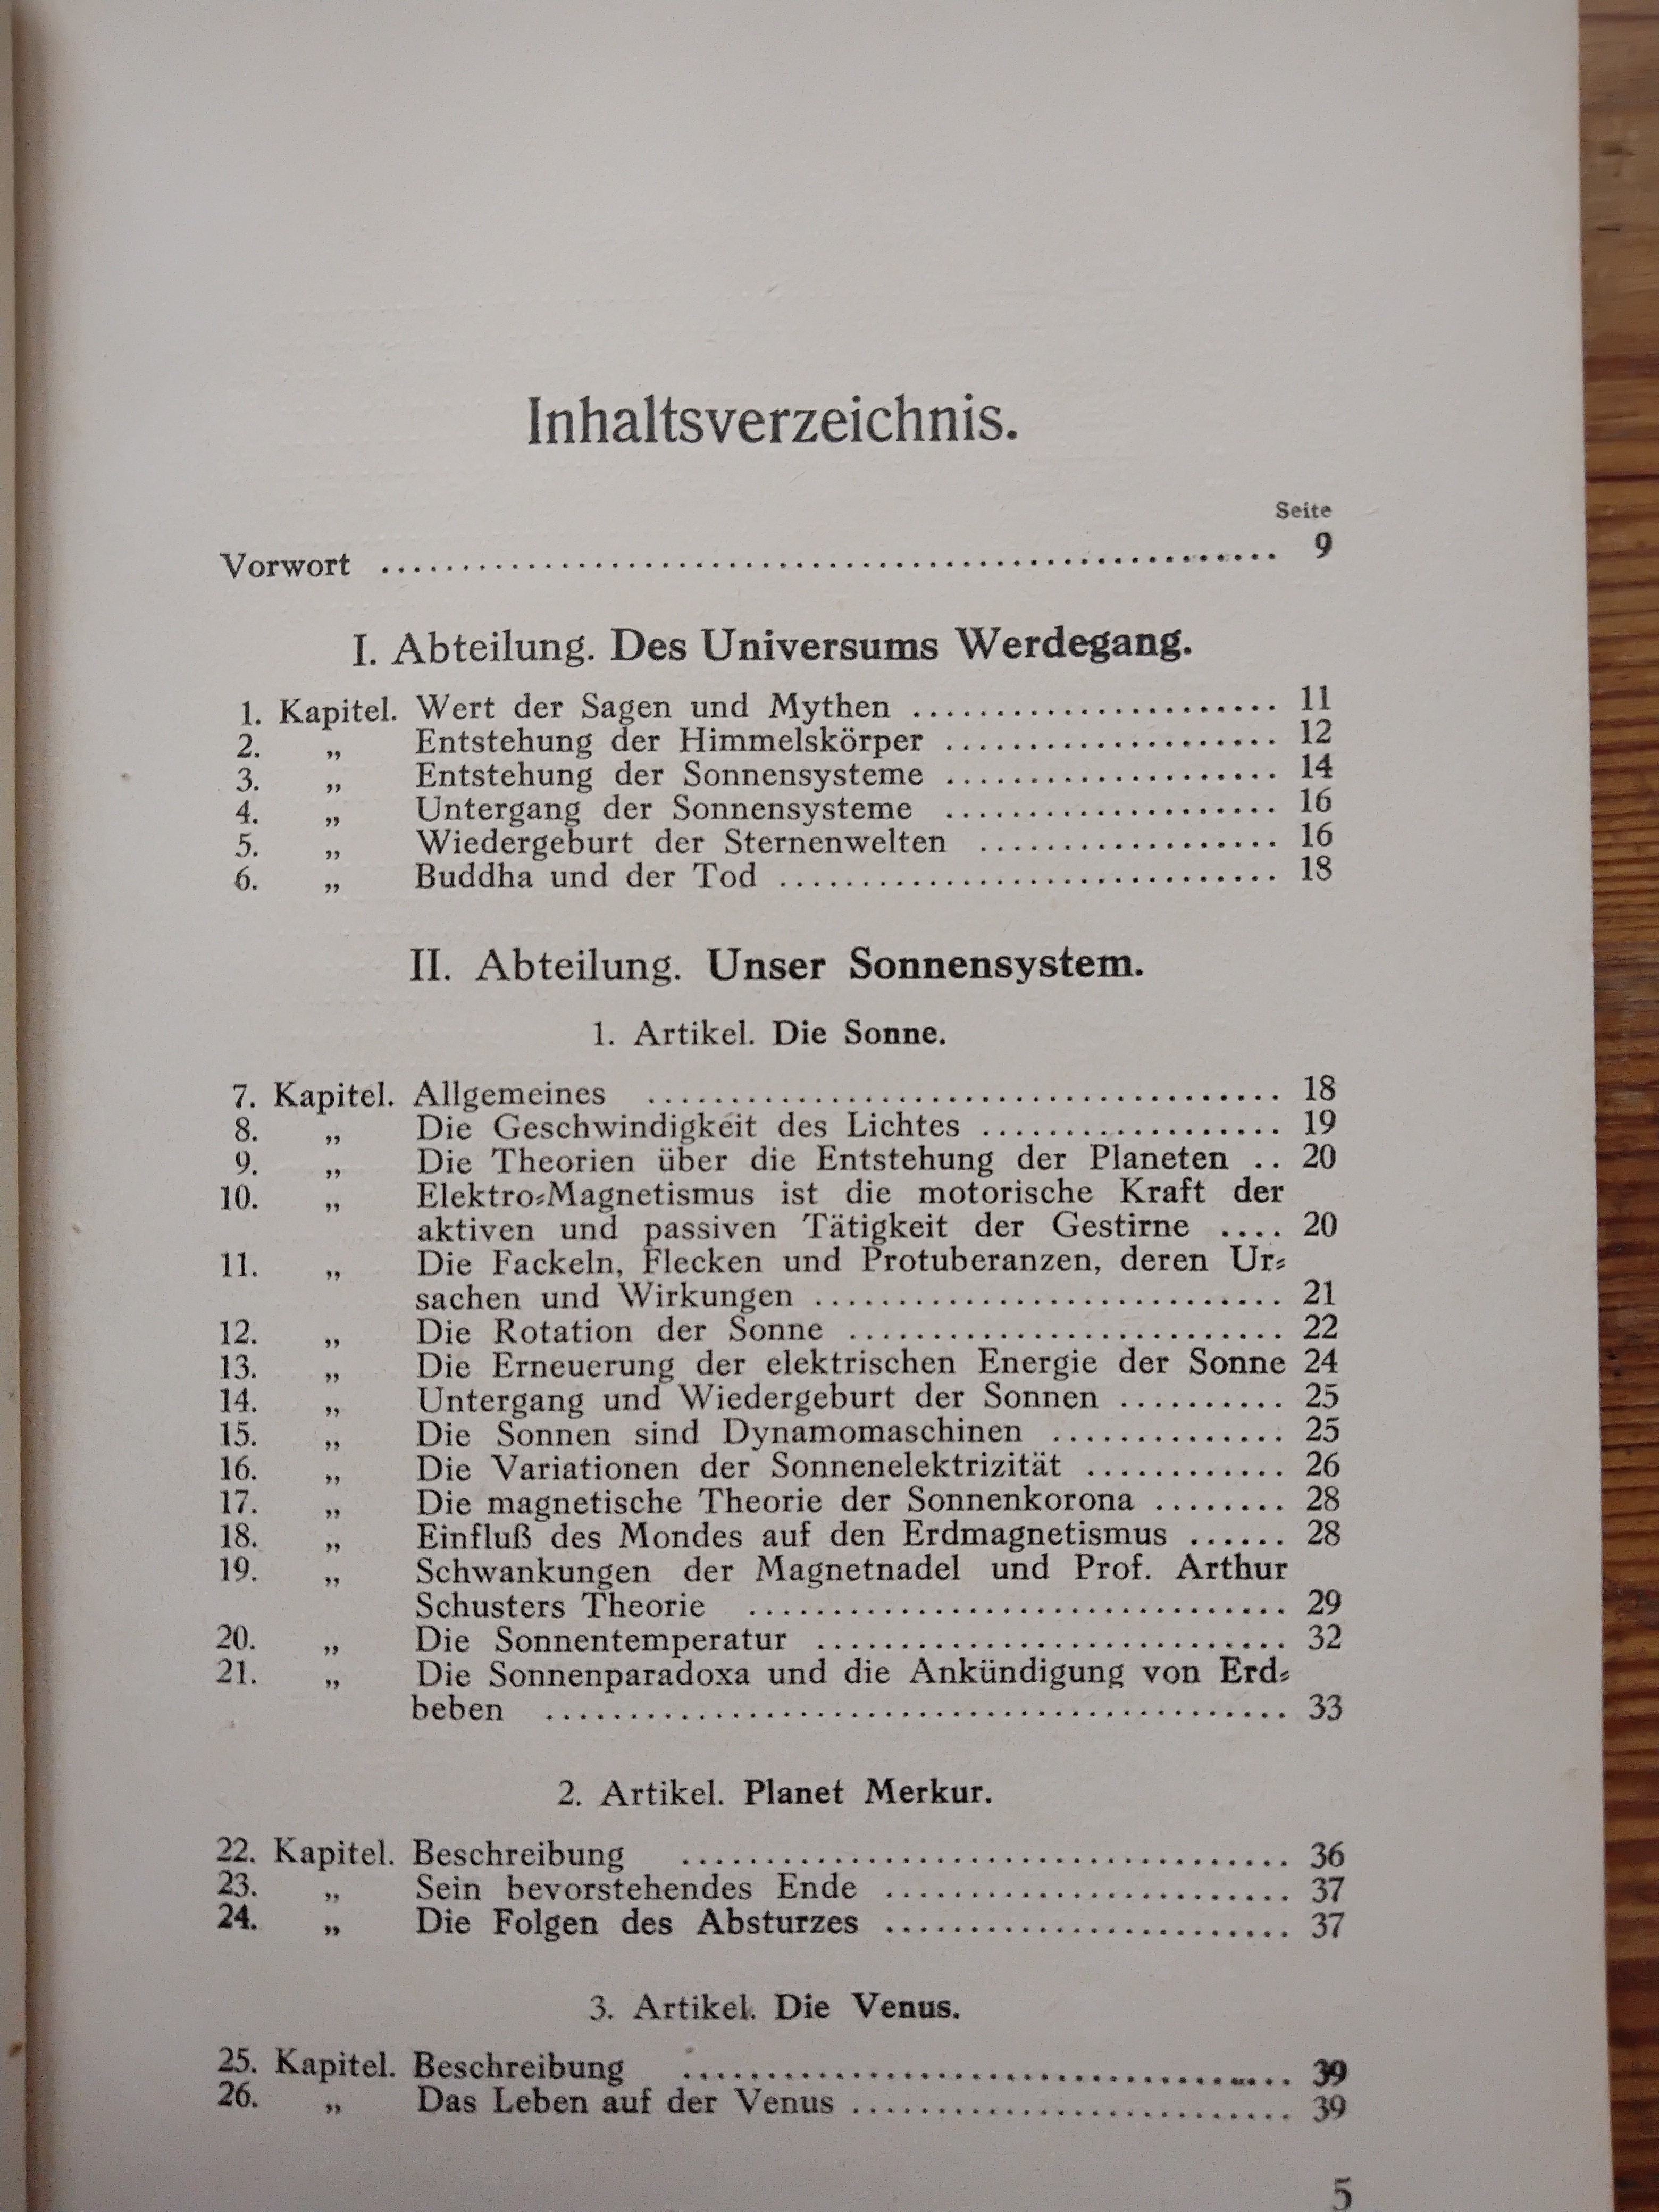 Inhaltsverzeichnis.
Seite
Vorwort ........................................................ 9
I. Abteilung. Des Universums Werdegang.
1. Kapitel. Wert der Sagen und Mythen ...................... 11
2. „ Entstehung der Himmelskörper .................... 12
3. „ Entstehung der Sonnensysteme .................... 14
4. „ Untergang der Sonnensysteme .................... 16
5. „ Wiedergeburt der Sternenwelten .................. 16
6. „ Buddha und der Tod .............................. 18
II. Abteilung. Unser Sonnensystem.
1. Artikel. Die Sonne.
7. Kapitel. Allgemeines ...................................... 18
8. „ Die Geschwindigkeit des Lichtes .................. 19
9. „ Die Theorien über die Entstehung der Planeten .. 20
10. „ Elektro-Magnetismus ist die motorische Kraft der
aktiven und passiven Tätigkeit der Gestirne .... 20
11. „ Die Fackeln, Flecken und Protuberanzen, deren Ur-
sachen und Wirkungen ............................ 21
12. „ Die Rotation der Sonne .......................... 22
13. „ Die Erneuerung der elektrischen Energie der Sonne 24
14. „ Untergang und Wiedergeburt der Sonnen .......... 25
15. „ Die Sonnen sind Dynamomaschinen .............. 25
16. „ Die Variationen der Sonnenelektrizität ............ 26
17. „ Die magnetische Theorie der Sonnenkorona ........ 28
18. „ Einfluß des Mondes auf den Erdmagnetismus ...... 28
19. „ Schwankungen der Magnetnadel und Prof. Arthur
Schusters Theorie ................................ 29
20. „ Die Sonnentemperatur ............................ 32
21. „ Die Sonnenparadoxa und die Ankündigung von Erd-
beben ............................................ 33
2. Artikel. Planet Merkur.
22. Kapitel. Beschreibung .................................... 36
23. „ Sein bevorstehendes Ende ........................ 37
24. „ Die Folgen des Absturzes ........................ 37
3. Artikel. Die Venus.
25. Kapitel. Beschreibung .................................... 39
26. „ Das Leben auf der Venus .......................... 39
5